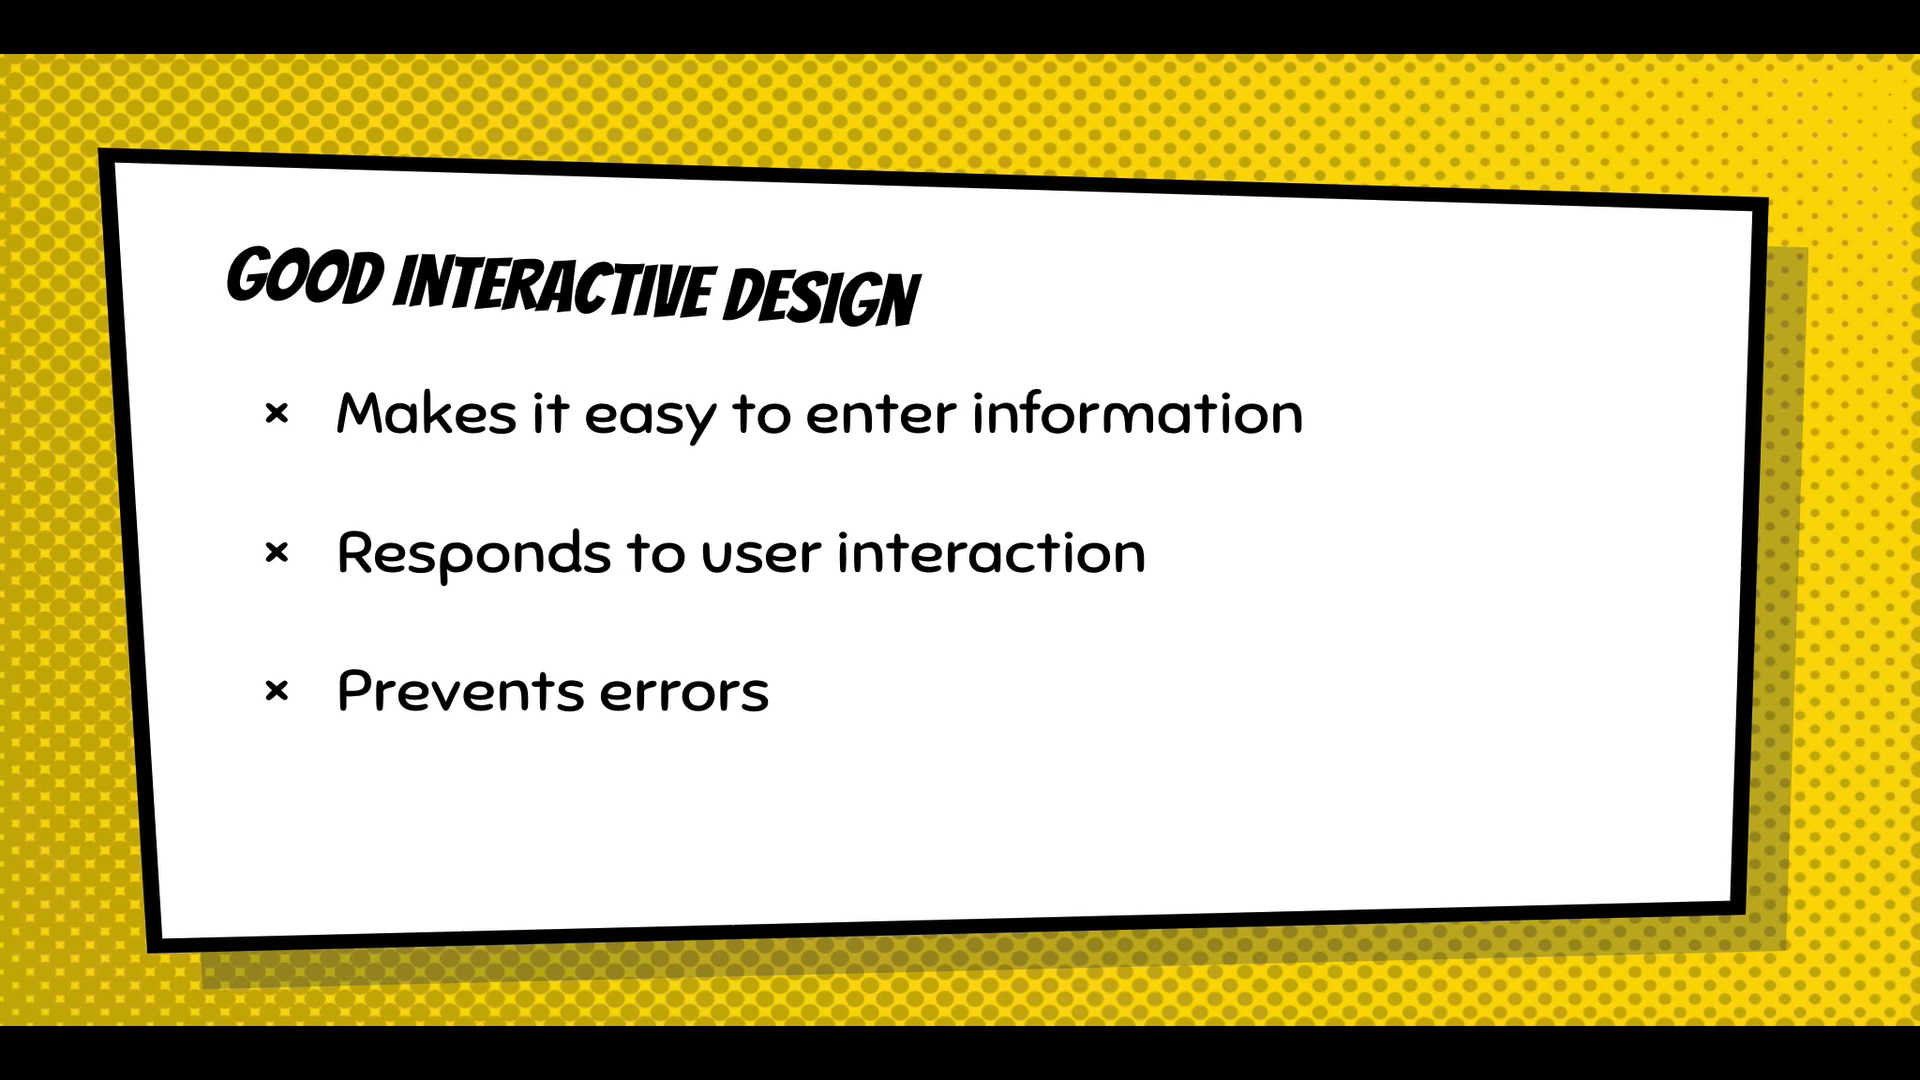 GOOD INTERACTIVE DESIGN
× Makes it easy to enter information
× Responds to user interaction
× Prevents errors